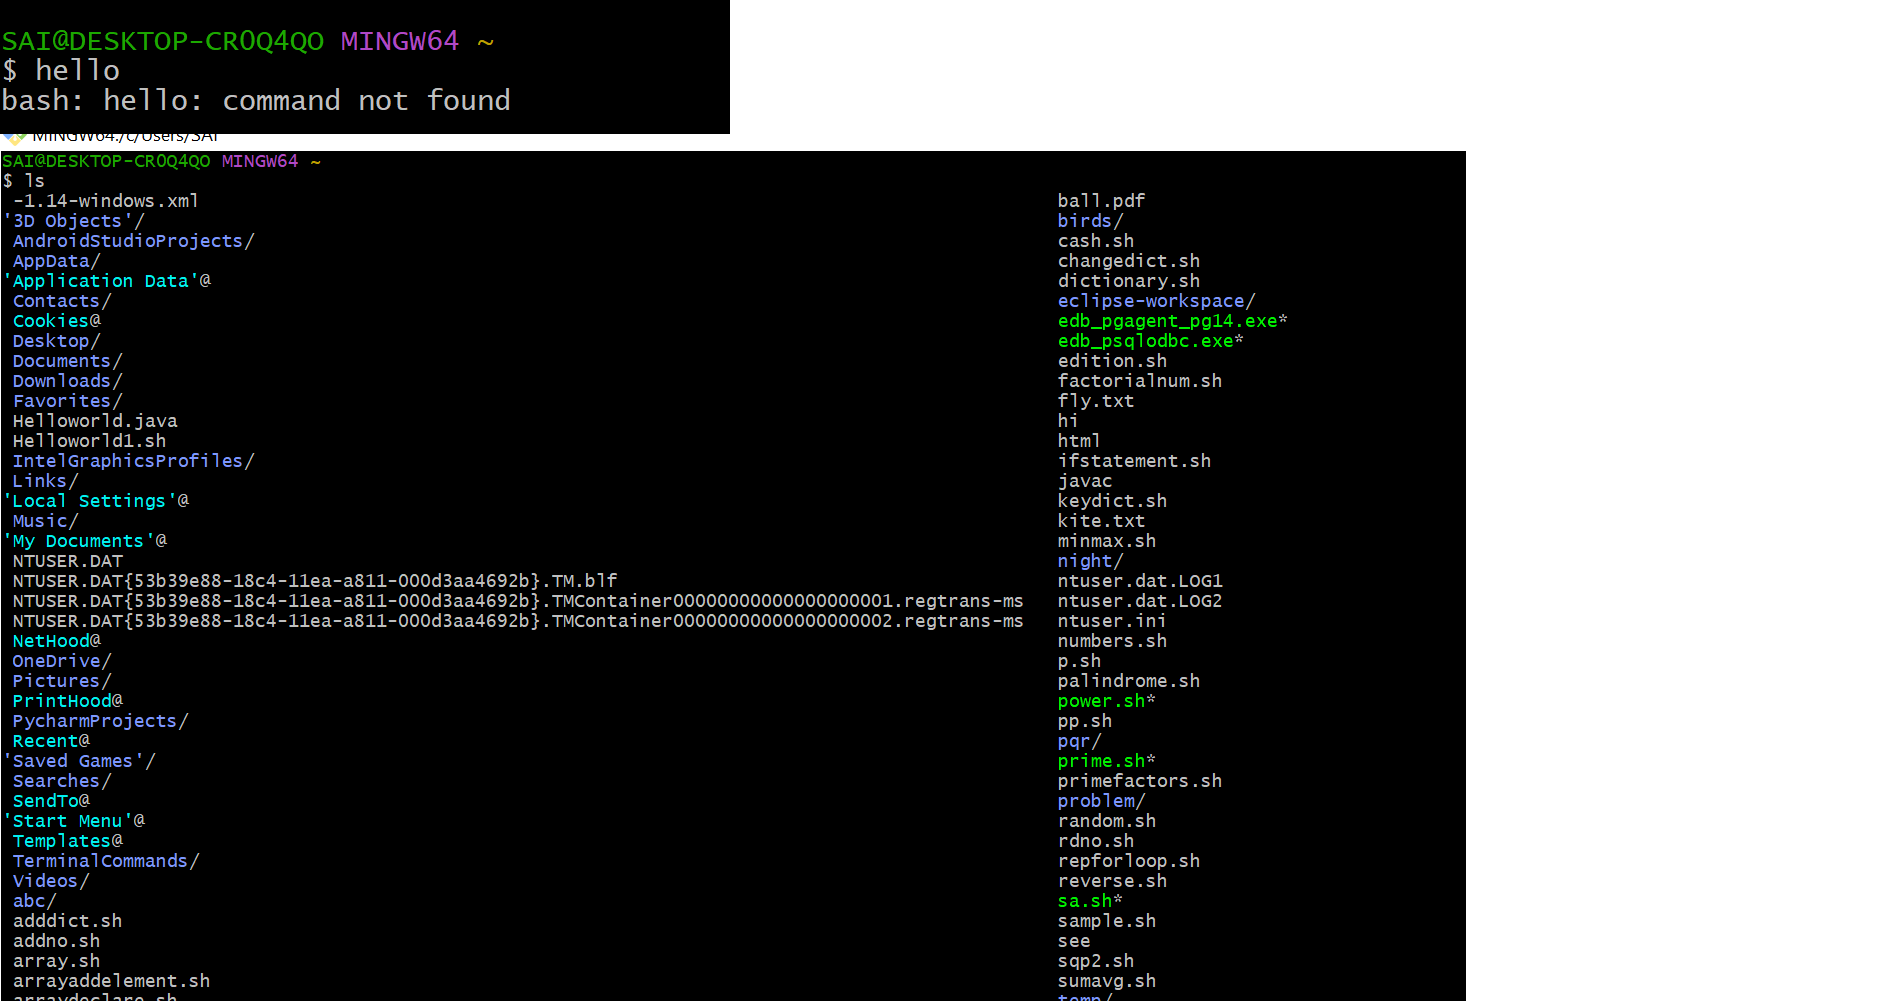 SAI@DESKTOP-CR0Q4QO MINGW64 ~
$ hello
bash: hello: command not found
MINGW64:/c/Users/SAI
SAI@DESKTOP-CR0Q4QO MINGW64 ~
$ ls
-1.14-windows.xml
'3D Objects'/
AndroidStudioProjects/
AppData/
'Application Data'@
Contacts/
Cookies@
Desktop/
Documents/
Downloads/
Favorites/
Helloworld.java
Helloworld1.sh
IntelGraphicsProfiles/
Links/
'Local Settings'@
Music/
'My Documents'@
NTUSER.DAT
NTUSER.DAT{53b39e88-18c4-11ea-a811-000d3aa4692b}.TM.blf
NTUSER.DAT{53b39e88-18c4-11ea-a811-000d3aa4692b}.TMContainer00000000000000000001.regtrans-ms
NTUSER.DAT{53b39e88-18c4-11ea-a811-000d3aa4692b}.TMContainer00000000000000000002.regtrans-ms
NetHood@
OneDrive/
Pictures/
PrintHood@
PycharmProjects/
Recent@
'Saved Games'/
Searches/
SendTo@
'Start Menu'@
Templates@
TerminalCommands/
Videos/
abc/
adddict.sh
addno.sh
array.sh
arrayaddelement.sh
arraydeclare.sh
ball.pdf
birds/
cash.sh
changedict.sh
dictionary.sh
eclipse-workspace/
edb_pgagent_pg14.exe*
edb_psqlodbc.exe*
edition.sh
factorialnum.sh
fly.txt
hi
html
ifstatement.sh
javac
keydict.sh
kite.txt
minmax.sh
night/
ntuser.dat.LOG1
ntuser.dat.LOG2
ntuser.ini
numbers.sh
p.sh
palindrome.sh
power.sh*
pp.sh
pqr/
prime.sh*
primefactors.sh
problem/
random.sh
rdno.sh
repforloop.sh
reverse.sh
sa.sh*
sample.sh
see
sqp2.sh
sumavg.sh
temp/